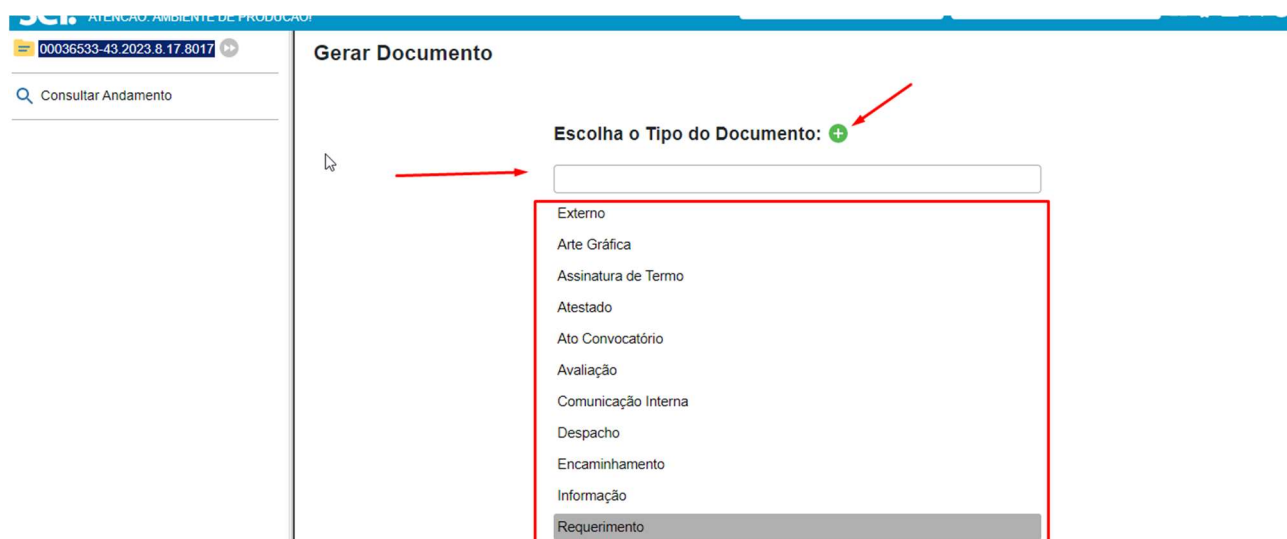 sei. ATENÇÃO: AMBIENTE DE PRODUÇÃO!
00036533-43.2023.8.17.8017
Consultar Andamento
Gerar Documento
Escolha o Tipo do Documento:
Externo
Arte Gráfica
Assinatura de Termo
Atestado
Ato Convocatório
Avaliação
Comunicação Interna
Despacho
Encaminhamento
Informação
Requerimento